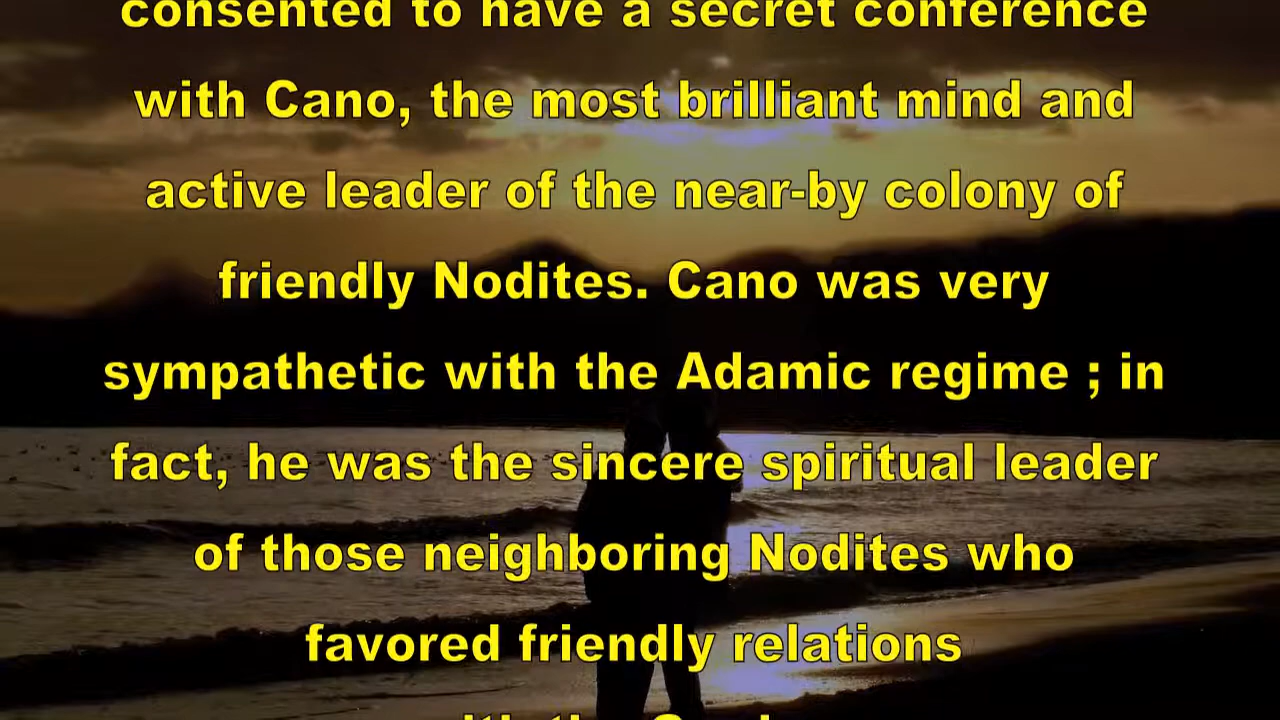 consented to have a secret conference
with Cano, the most brilliant mind and
active leader of the near-by colony of
friendly Nodites. Cano was very
sympathetic with the Adamic regime ; in
fact, he was the sincere spiritual leader
of those neighboring Nodites who
favored friendly relations